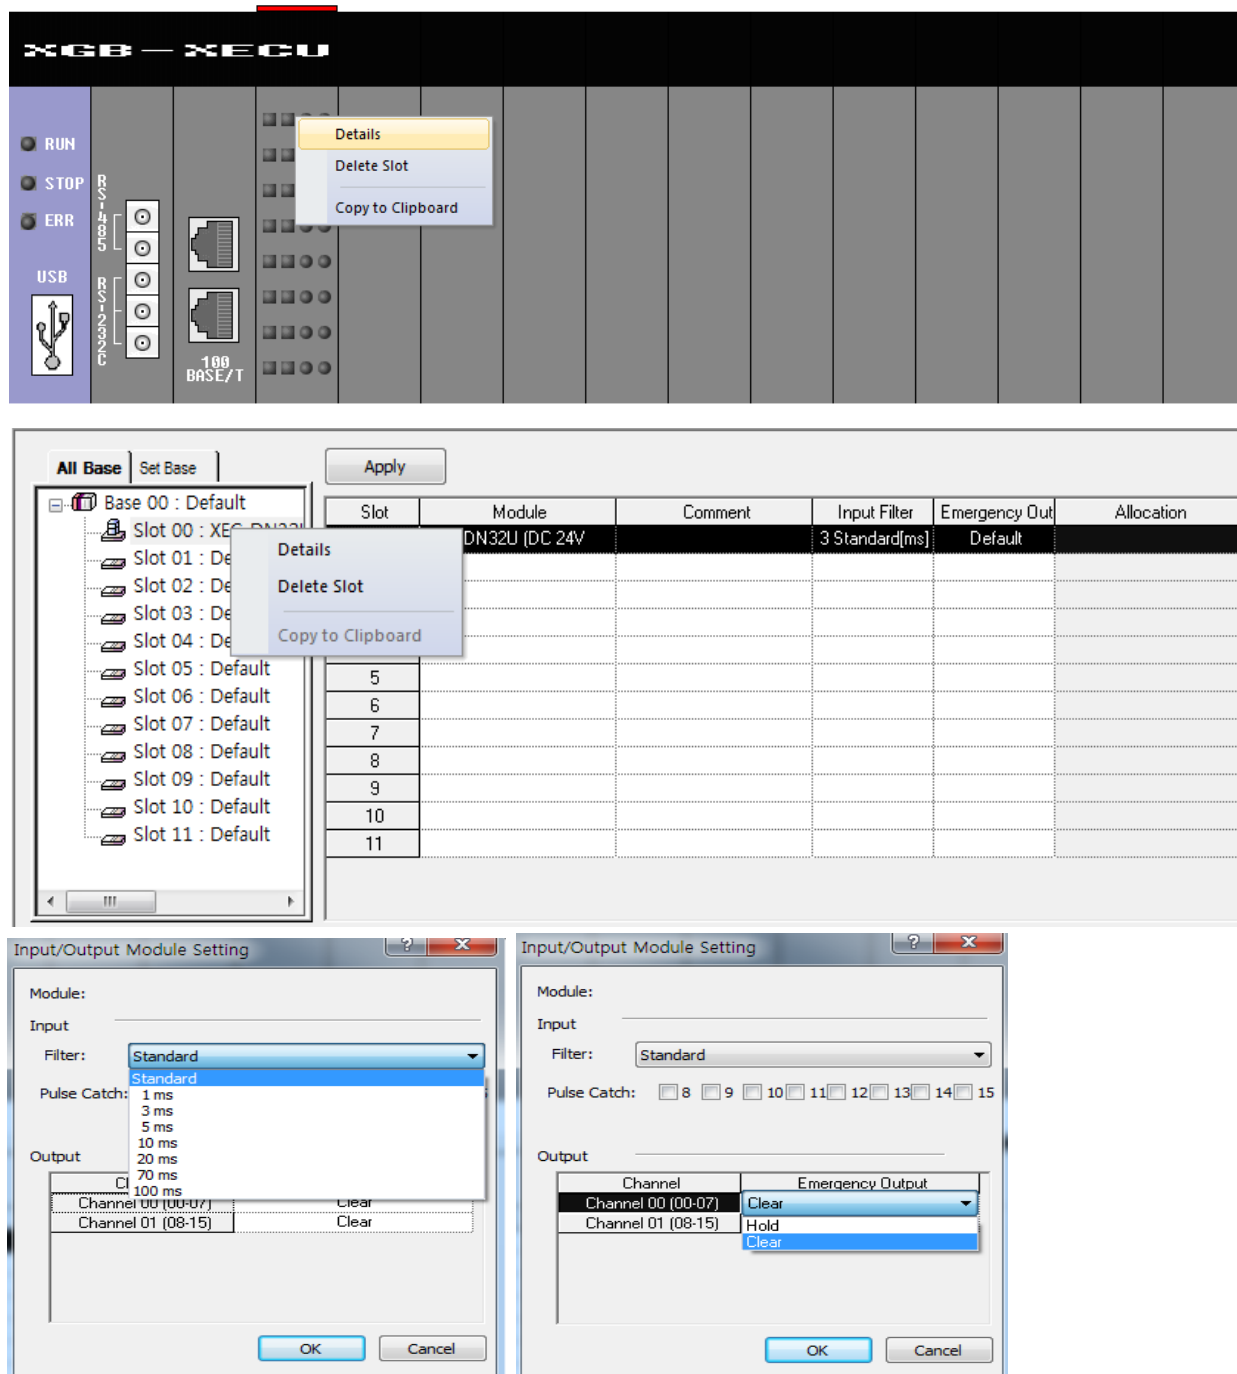 XGB-XECU
RUN
STOP
ERR
USB
RS-485
RS-232C
100
BASE/T
Details
Delete Slot
Copy to Clipboard
All Base
Set Base
Apply
Base 00 : Default
Slot 00 : XEC-DN32U
Slot 01 : De
Slot 02 : De
Slot 03 : De
Slot 04 : De
Slot 05 : Default
Slot 06 : Default
Slot 07 : Default
Slot 08 : Default
Slot 09 : Default
Slot 10 : Default
Slot 11 : Default
Details
Delete Slot
Copy to Clipboard
Slot Module Comment Input Filter Emergency Out Allocation
DN32U (DC 24V 3 Standard[ms] Default
5
6
7
8
9
10
11
Input/Output Module Setting
Module:
Input
Filter: Standard
Standard
1 ms
3 ms
5 ms
10 ms
20 ms
70 ms
100 ms
Pulse Catch:
Output
Channel 00 (00-07) Clear
Channel 01 (08-15) Clear
OK Cancel
Input/Output Module Setting
Module:
Input
Filter: Standard
Pulse Catch: 8 9 10 11 12 13 14 15
Output
Channel Emergency Output
Channel 00 (00-07) Clear
Channel 01 (08-15) Hold
Clear
OK Cancel